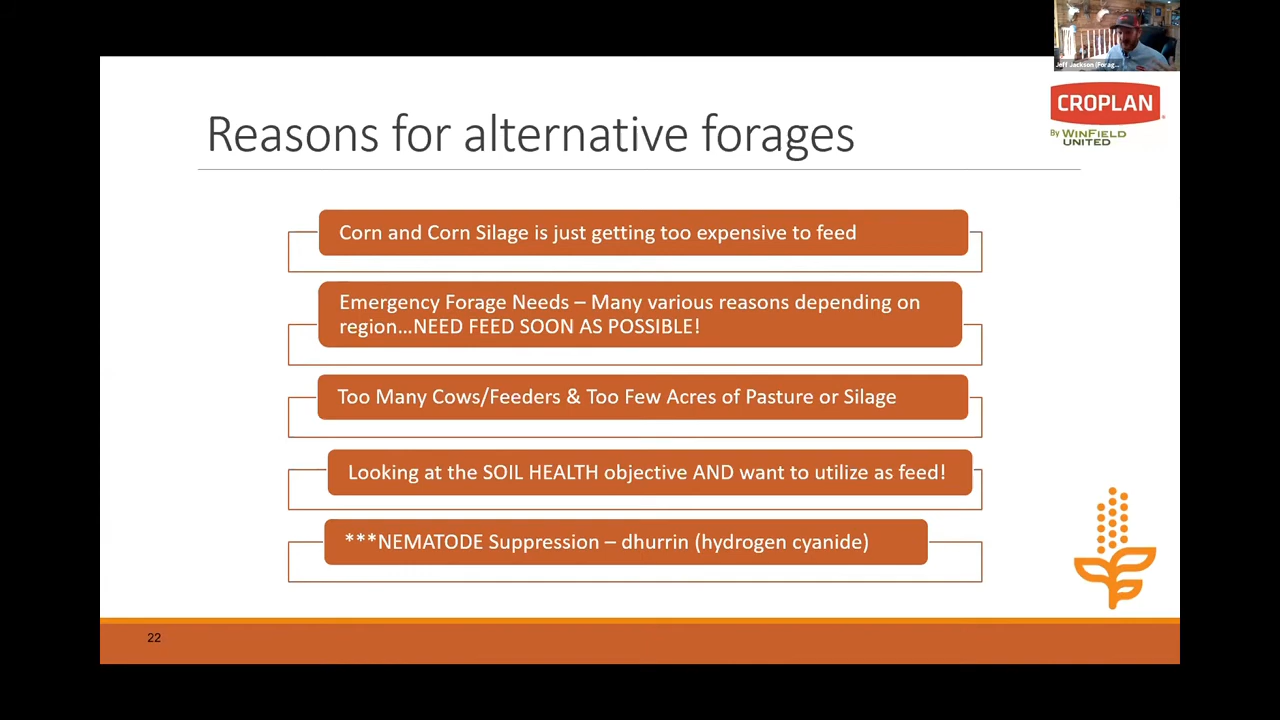 Jeff Jackson (Forag...
Reasons for alternative forages
CROPLAN
By WINFIELD
UNITED
Corn and Corn Silage is just getting too expensive to feed
Emergency Forage Needs – Many various reasons depending on
region...NEED FEED SOON AS POSSIBLE!
Too Many Cows/Feeders & Too Few Acres of Pasture or Silage
Looking at the SOIL HEALTH objective AND want to utilize as feed!
***NEMATODE Suppression – dhurrin (hydrogen cyanide)
22